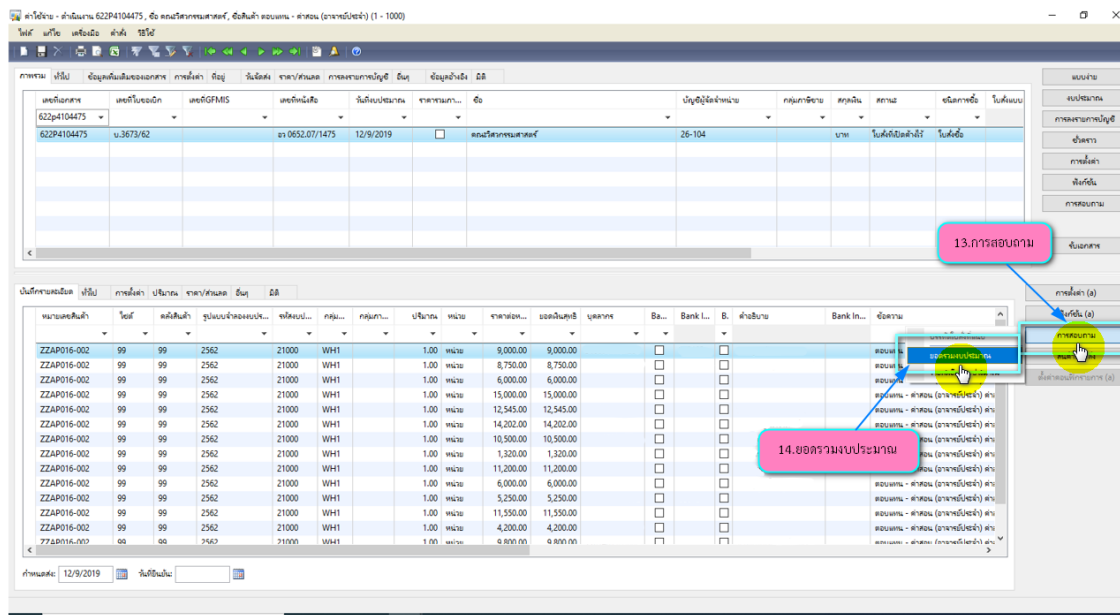 ค่าใช้จ่าย - ดำเนินงาน 622P4104475 , ชื่อ คณะวิศวกรรมศาสตร์, ชื่อสินค้า ตอบแทน - ค่าสอน (อาจารย์ประจำ) (1 - 1000)
ไฟล์ แก้ไข เครื่องมือ คำสั่ง วิธีใช้
ภาพรวม ทั่วไป ข้อมูลเพิ่มเติมของเอกสาร การตั้งค่า ที่อยู่ วันจัดส่ง ราคา/ส่วนลด การลงรายการบัญชี อื่นๆ ข้อมูลอ้างอิง มิติ
แบบง่าย
เลขที่เอกสาร เลขที่ใบขอเบิก เลขที่GFMIS เลขที่หนังสือ วันที่งบประมาณ ราคารวมภา... ชื่อ บัญชีผู้จัดจำหน่าย กลุ่มภาษีขาย สกุลเงิน สถานะ ชนิดการซื้อ ใบสั่งแบบ
งบประมาณ
622p4104475
การลงรายการบัญชี
622P4104475 บ.3673/62 อว 0652.07/1475 12/9/2019 คณะวิศวกรรมศาสตร์ 26-104 บาท ใบสั่งที่เปิดค้างไว้ ใบสั่งซื้อ
ชั่วคราว
การตั้งค่า
ฟังก์ชัน
การสอบถาม
13.การสอบถาม
ขึ้นเอกสาร
บันทึกรายละเอียด ทั่วไป การตั้งค่า ปริมาณ ราคา/ส่วนลด อื่นๆ มิติ
การตั้งค่า (a)
หมายเลขสินค้า ไซต์ คลังสินค้า รูปแบบจำลองงบปร... รหัสงบป... กลุ่ม... กลุ่มภา... ปริมาณ หน่วย ราคาต่อห... ยอดเงินสุทธิ บุคลากร Ba... Bank I... B. คำอธิบาย Bank In... ข้อความ
ฟังก์ชัน (a)
การสอบถาม
ZZAP016-002 99 99 2562 21000 WH1 1.00 หน่วย 9,000.00 9,000.00 ตอบแทน
ยอดรวมงบประมาณ
ZZAP016-002 99 99 2562 21000 WH1 1.00 หน่วย 8,750.00 8,750.00 ตอบแทน
ZZAP016-002 99 99 2562 21000 WH1 1.00 หน่วย 6,000.00 6,000.00 ตอบแทน
ZZAP016-002 99 99 2562 21000 WH1 1.00 หน่วย 15,000.00 15,000.00 ตอบแทน - ค่าสอน (อาจารย์ประจำ) ค่า
ZZAP016-002 99 99 2562 21000 WH1 1.00 หน่วย 12,545.00 12,545.00 ตอบแทน - ค่าสอน (อาจารย์ประจำ) ค่า
ZZAP016-002 99 99 2562 21000 WH1 1.00 หน่วย 14,202.00 14,202.00 ตอบแทน - ค่าสอน (อาจารย์ประจำ) ค่า
ZZAP016-002 99 99 2562 21000 WH1 1.00 หน่วย 10,500.00 10,500.00 (อาจารย์ประจำ) ค่า
14.ยอดรวมงบประมาณ
ZZAP016-002 99 99 2562 21000 WH1 1.00 หน่วย 1,320.00 1,320.00 (อาจารย์ประจำ) ค่า
ZZAP016-002 99 99 2562 21000 WH1 1.00 หน่วย 11,200.00 11,200.00 (อาจารย์ประจำ) ค่า
ZZAP016-002 99 99 2562 21000 WH1 1.00 หน่วย 6,000.00 6,000.00 ตอบแทน - ค่าสอน (อาจารย์ประจำ) ค่า
ZZAP016-002 99 99 2562 21000 WH1 1.00 หน่วย 5,250.00 5,250.00 ตอบแทน - ค่าสอน (อาจารย์ประจำ) ค่า
ZZAP016-002 99 99 2562 21000 WH1 1.00 หน่วย 11,550.00 11,550.00 ตอบแทน - ค่าสอน (อาจารย์ประจำ) ค่า
ZZAP016-002 99 99 2562 21000 WH1 1.00 หน่วย 4,200.00 4,200.00 ตอบแทน - ค่าสอน (อาจารย์ประจำ) ค่า
ZZAP016-002 99 99 2562 21000 WH1 1.00 หน่วย 9,800.00 9,800.00 ตอบแทน - ค่าสอน (อาจารย์ประจำ) ค่า
กำหนดส่ง: 12/9/2019 วันที่ยืนยัน: